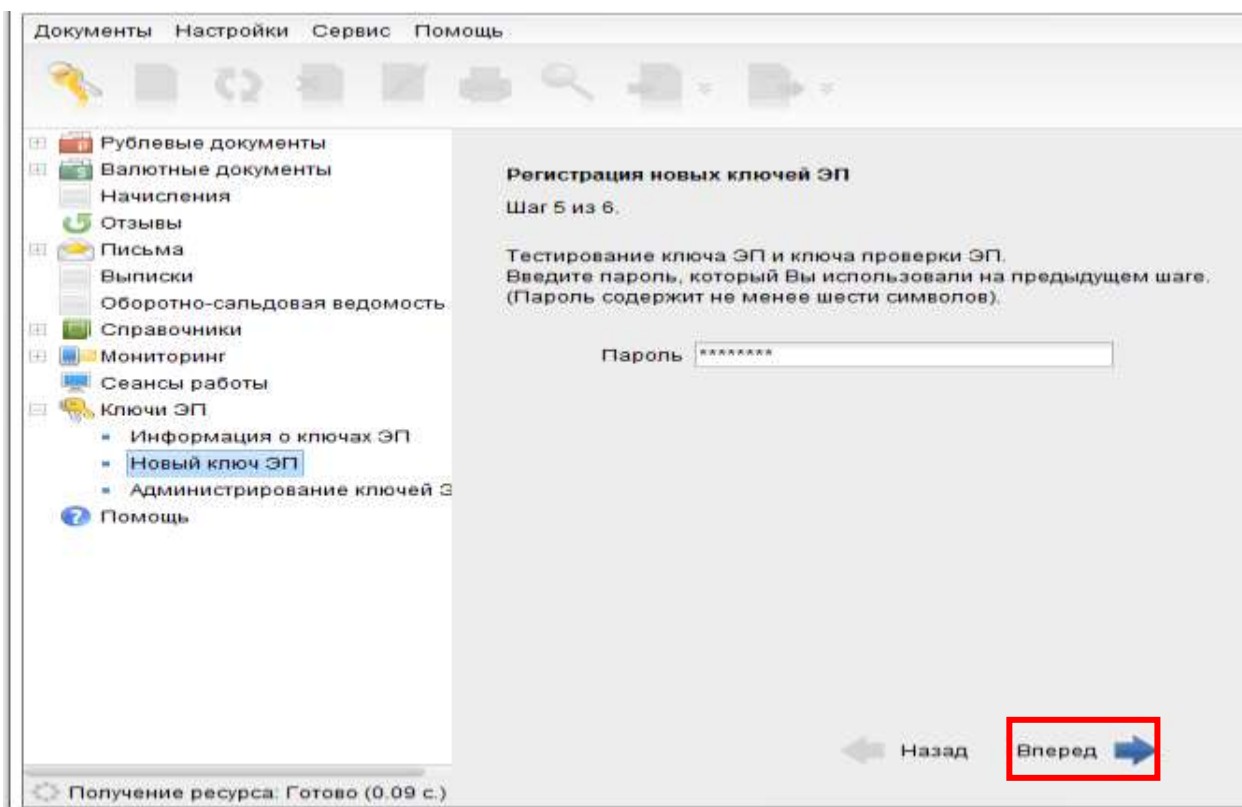 Документы Настройки Сервис Помощь
Рублевые документы
Валютные документы
Начисления
Отзывы
Письма
Выписки
Оборотно-сальдовая ведомость
Справочники
Мониторинг
Сеансы работы
Ключи ЭП
Информация о ключах ЭП
Новый ключ ЭП
Администрирование ключей Э
Помощь
Регистрация новых ключей ЭП
Шаг 5 из 6.
Тестирование ключа ЭП и ключа проверки ЭП.
Введите пароль, который Вы использовали на предыдущем шаге.
(Пароль содержит не менее шести символов).
Пароль ********
Назад Вперед
Получение ресурса: Готово (0.09 с.)